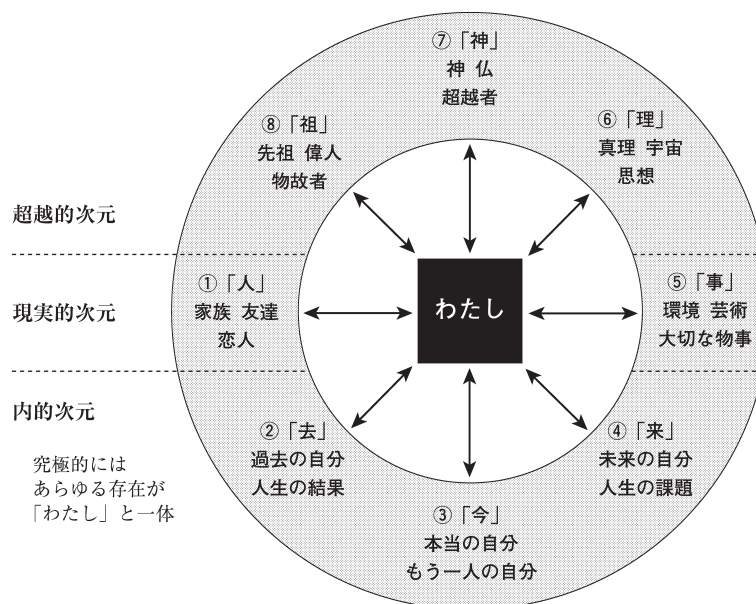 ⑦「神」
神 仏
超越者
⑧「祖」
先祖 偉人
物故者
⑥「理」
真理 宇宙
思想
超越的次元
①「人」
家族 友達
恋人
現実的次元
わたし
⑤「事」
環境 芸術
大切な物事
内的次元
究極的には
あらゆる存在が
「わたし」と一体
②「去」
過去の自分
人生の結果
④「来」
未来の自分
人生の課題
③「今」
本当の自分
もう一人の自分